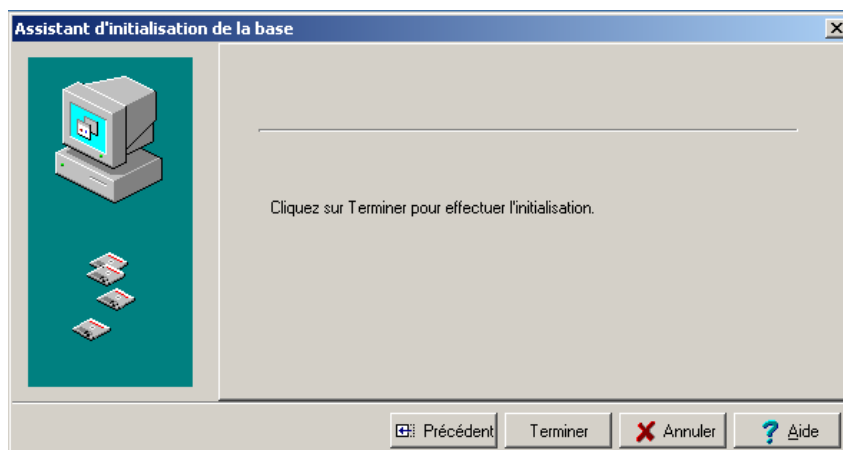 Assistant d'initialisation de la base
Cliquez sur Terminer pour effectuer l'initialisation.
Précédent
Terminer
Annuler
Aide